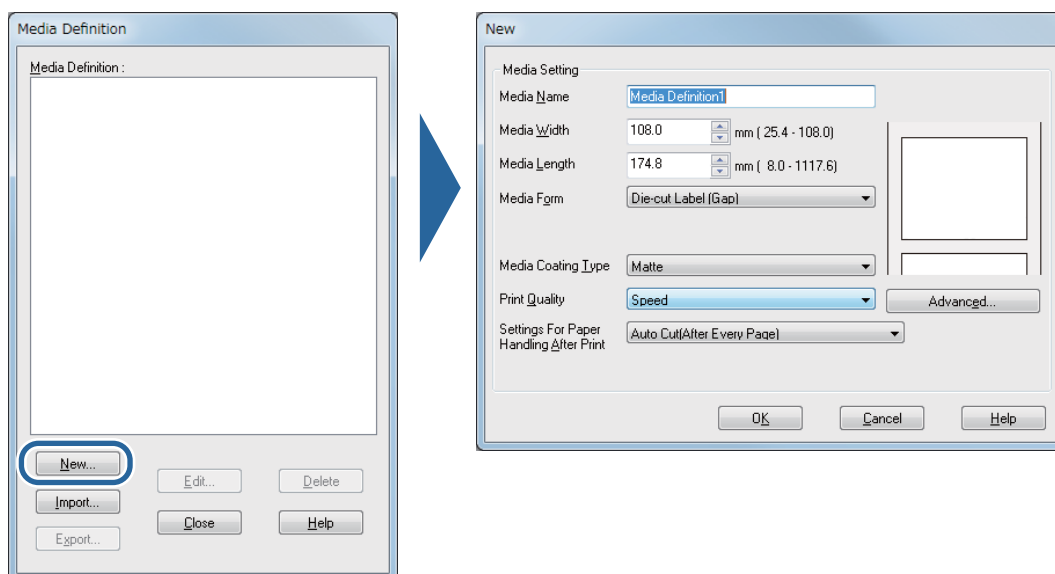 Media Definition
Media Definition :
New...
Edit...
Delete
Import...
Close
Help
Export...
New
Media Setting
Media Name
Media Definition1
Media Width
108.0
mm ( 25.4 - 108.0)
Media Length
174.8
mm (  8.0 - 1117.6)
Media Form
Die-cut Label (Gap)
Media Coating Type
Matte
Print Quality
Speed
Advanced...
Settings For Paper
Handling After Print
Auto Cut(After Every Page)
OK
Cancel
Help